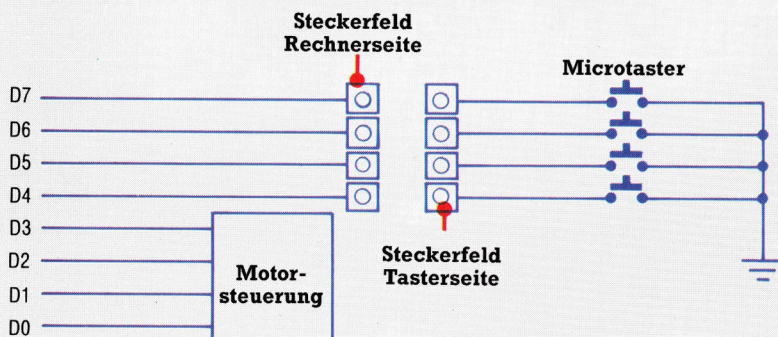 Steckerfeld
Rechnerseite
Microtaster
D7
D6
D5
D4
D3
D2
D1
D0
Steckerfeld
Tasterseite
Motor-
steuerung